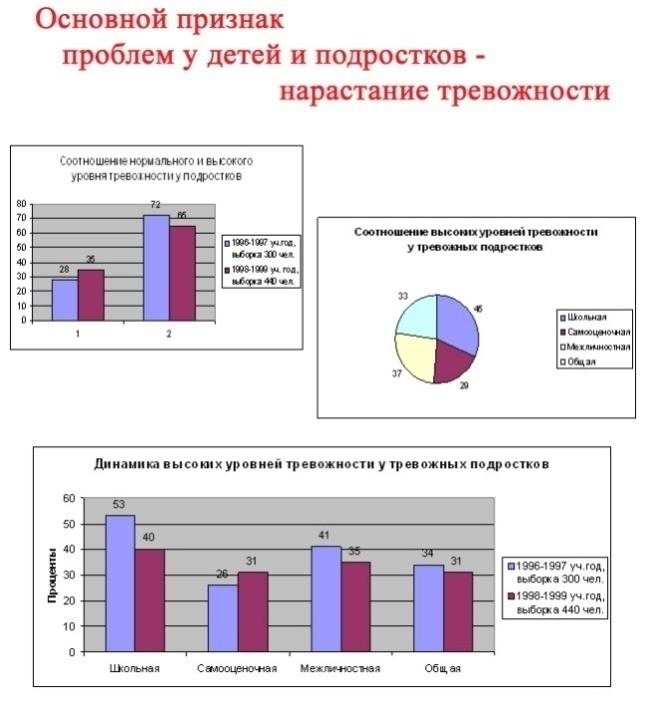 Основной признак
проблем у детей и подростков -
нарастание тревожности
Соотношение нормального и высокого
уровня тревожности у подростков
80
70
60
50
40
30
20
10
0
28
35
72
65
1
2
1996-1997 уч.год,
выборка 300 чел.
1998-1999 уч. год,
выборка 440 чел.
Соотношение высоких уровней тревожности
у тревожных подростков
33
45
37
29
Школьная
Самооценочная
Межличностная
Общая
Динамика высоких уровней тревожности у тревожных подростков
Проценты
60
50
40
30
20
10
0
53
40
26
31
41
35
34
31
Школьная
Самооценочная
Межличностная
Общая
1996-1997 уч.год,
выборка 300 чел.
1998-1999 уч.год,
выборка 440 чел.